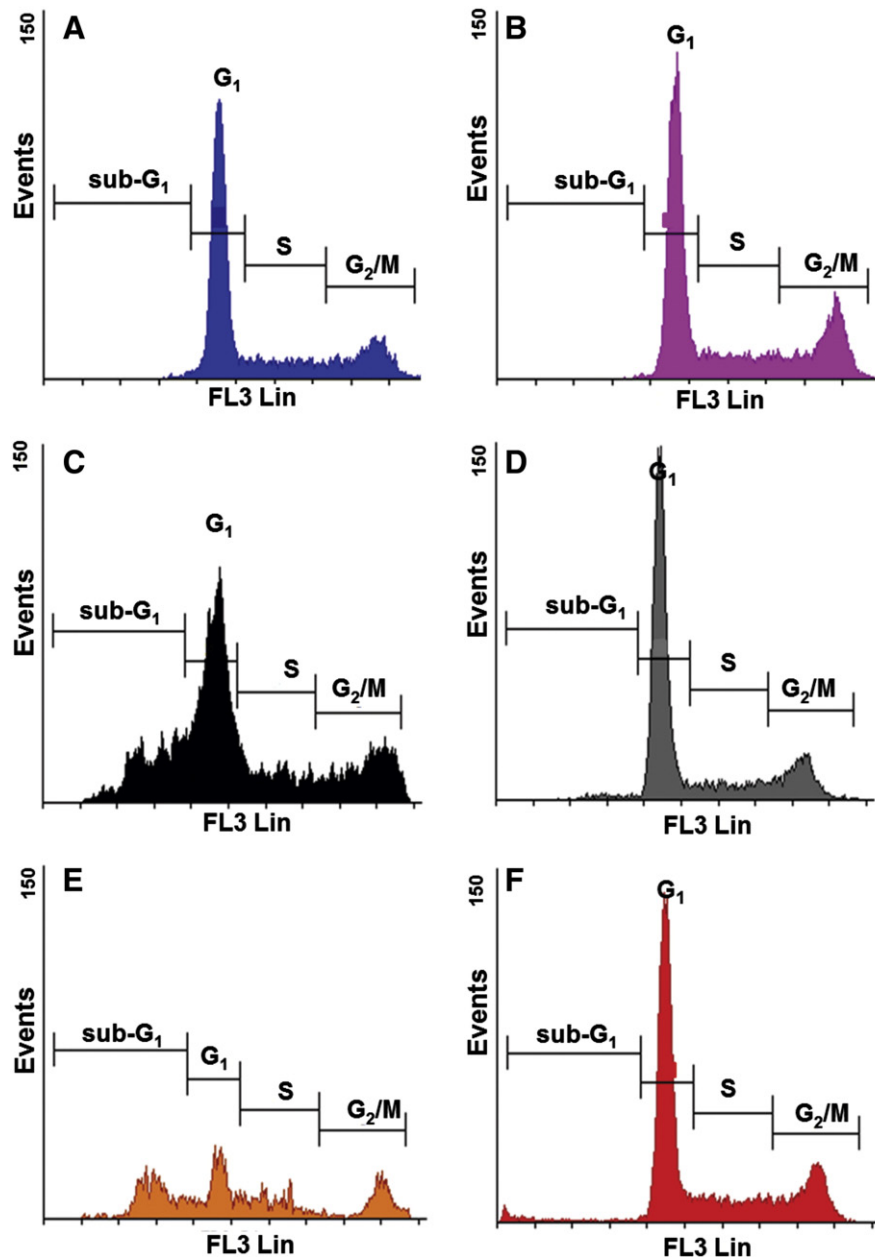 A
150
Events
G₁
sub-G₁
S
G₂/M
FL3 Lin
B
150
Events
G₁
sub-G₁
S
G₂/M
FL3 Lin
C
150
Events
G₁
sub-G₁
S
G₂/M
FL3 Lin
D
150
Events
G₁
sub-G₁
S
G₂/M
FL3 Lin
E
150
Events
sub-G₁
G₁
S
G₂/M
FL3 Lin
F
150
Events
G₁
sub-G₁
S
G₂/M
FL3 Lin